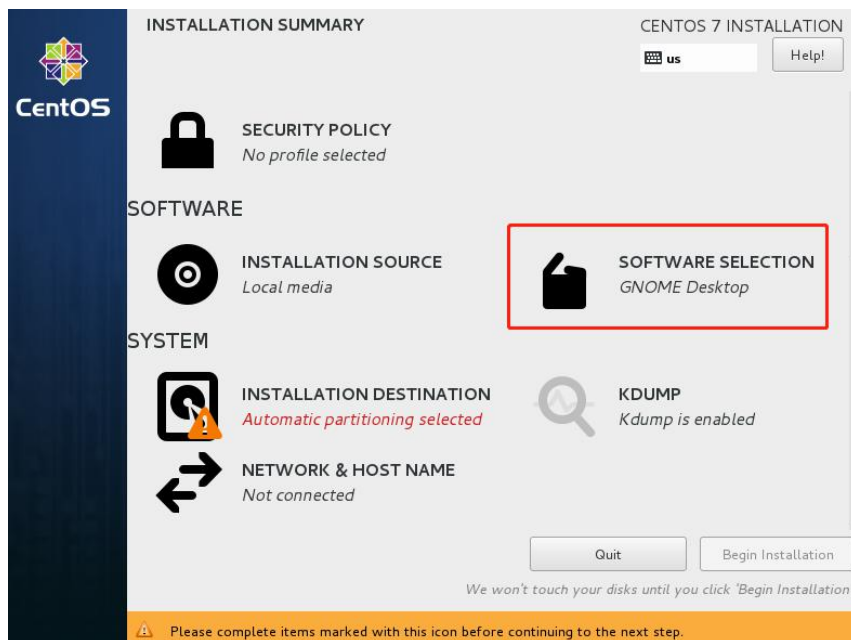 INSTALLATION SUMMARY
CENTOS 7 INSTALLATION
us
Help!
CentOS
SECURITY POLICY
No profile selected
SOFTWARE
INSTALLATION SOURCE
Local media
SOFTWARE SELECTION
GNOME Desktop
SYSTEM
INSTALLATION DESTINATION
Automatic partitioning selected
KDUMP
Kdump is enabled
NETWORK & HOST NAME
Not connected
Quit
Begin Installation
We won't touch your disks until you click 'Begin Installation
Please complete items marked with this icon before continuing to the next step.